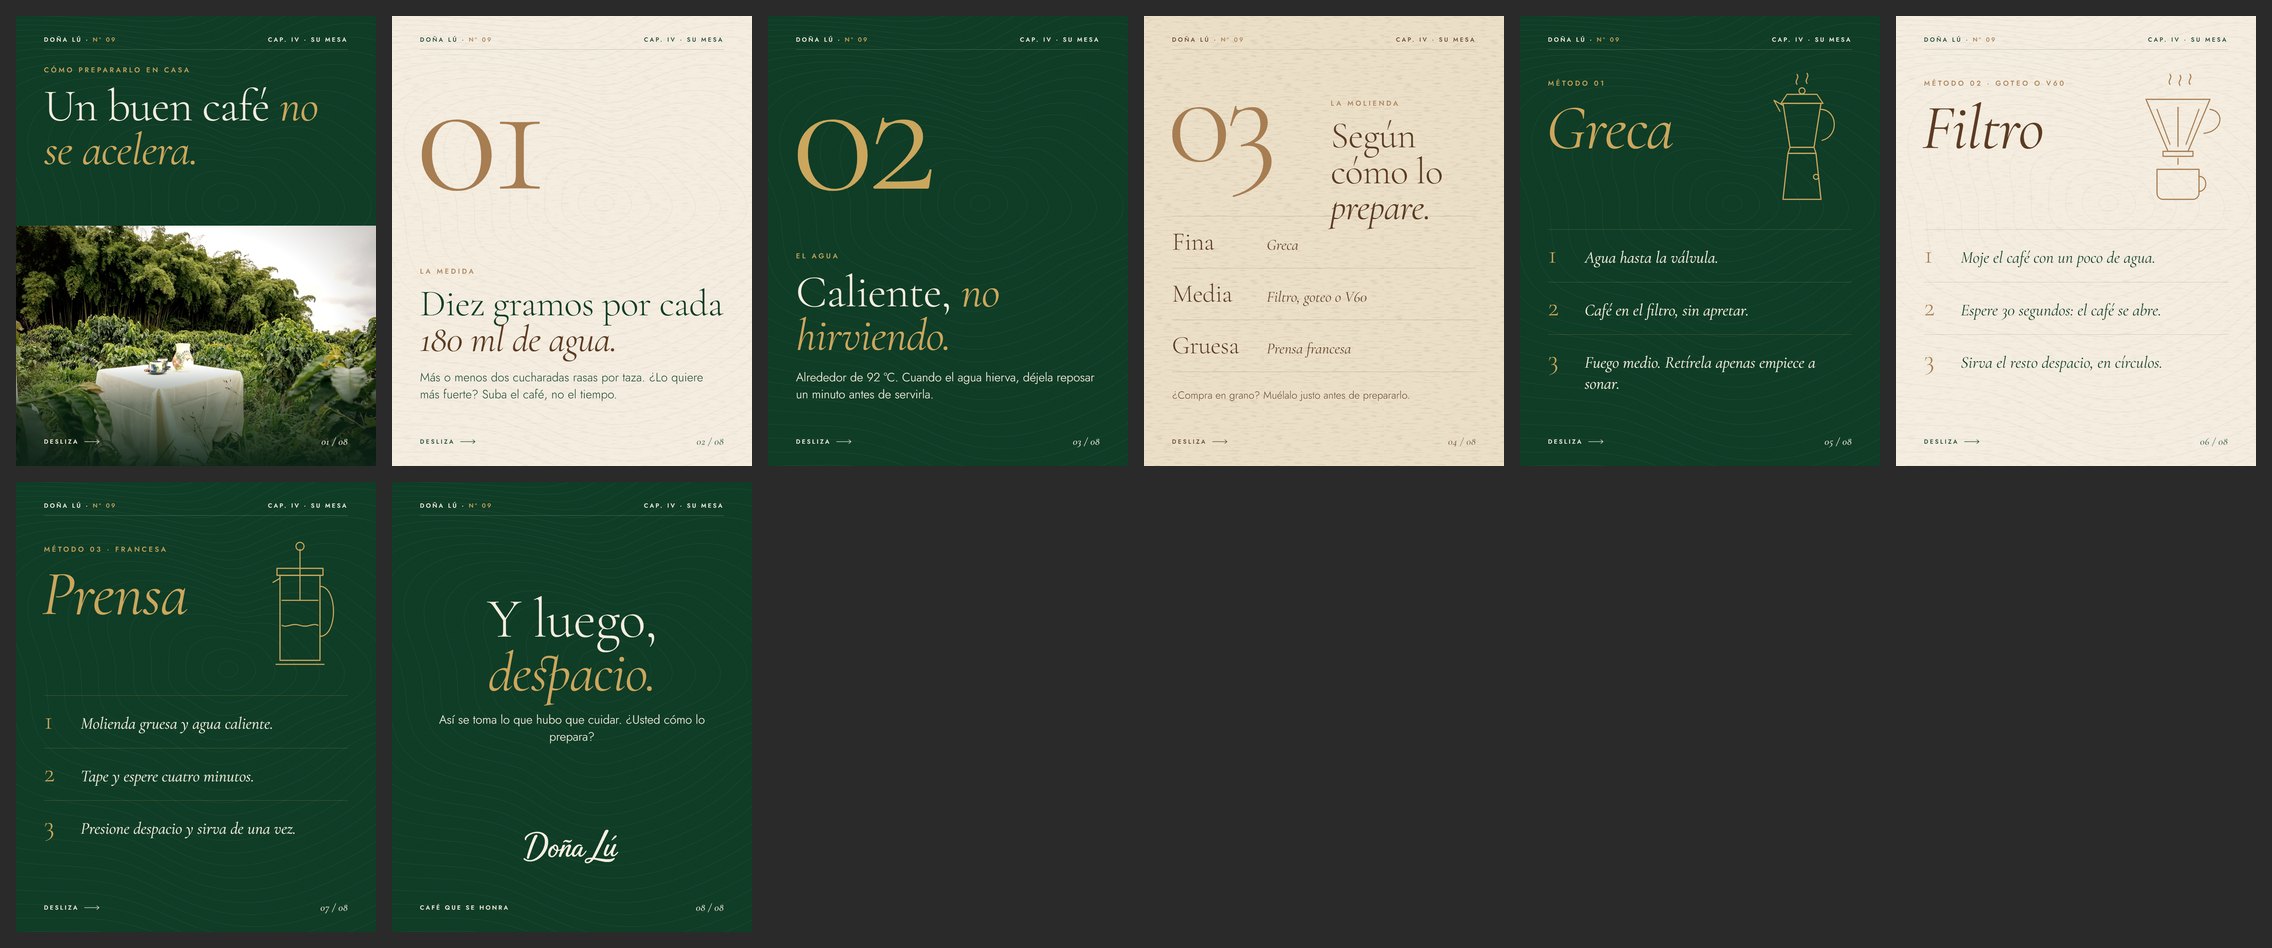 DOÑA LÚ · Nº 09
CAP. IV · SU MESA
CÓMO PREPARARLO EN CASA
Un buen café no
se acelera.
DESLIZA
01 / 08
DOÑA LÚ · Nº 09
CAP. IV · SU MESA
01
LA MEDIDA
Diez gramos por cada
180 ml de agua.
Más o menos dos cucharadas rasas por taza. ¿Lo quiere
más fuerte? Suba el café, no el tiempo.
DESLIZA
02 / 08
DOÑA LÚ · Nº 09
CAP. IV · SU MESA
02
EL AGUA
Caliente, no
hirviendo.
Alrededor de 92 °C. Cuando el agua hierva, déjela reposar
un minuto antes de servirla.
DESLIZA
03 / 08
DOÑA LÚ · Nº 09
CAP. IV · SU MESA
03
LA MOLIENDA
Según
cómo lo
prepare.
Fina
Greca
Media
Filtro, goteo o V60
Gruesa
Prensa francesa
¿Compra en grano? Muélalo justo antes de prepararlo.
DESLIZA
04 / 08
DOÑA LÚ · Nº 09
CAP. IV · SU MESA
MÉTODO 01
Greca
1 Agua hasta la válvula.
2 Café en el filtro, sin apretar.
3 Fuego medio. Retírela apenas empiece a
sonar.
DESLIZA
05 / 08
DOÑA LÚ · Nº 09
CAP. IV · SU MESA
MÉTODO 02 · GOTEO O V60
Filtro
1 Moje el café con un poco de agua.
2 Espere 30 segundos: el café se abre.
3 Sirva el resto despacio, en círculos.
DESLIZA
06 / 08
DOÑA LÚ · Nº 09
CAP. IV · SU MESA
MÉTODO 03 · FRANCESA
Prensa
1 Molienda gruesa y agua caliente.
2 Tape y espere cuatro minutos.
3 Presione despacio y sirva de una vez.
DESLIZA
07 / 08
DOÑA LÚ · Nº 09
CAP. IV · SU MESA
Y luego,
despacio.
Así se toma lo que hubo que cuidar. ¿Usted cómo lo
prepara?
Doña Lú
CAFÉ QUE SE HONRA
08 / 08